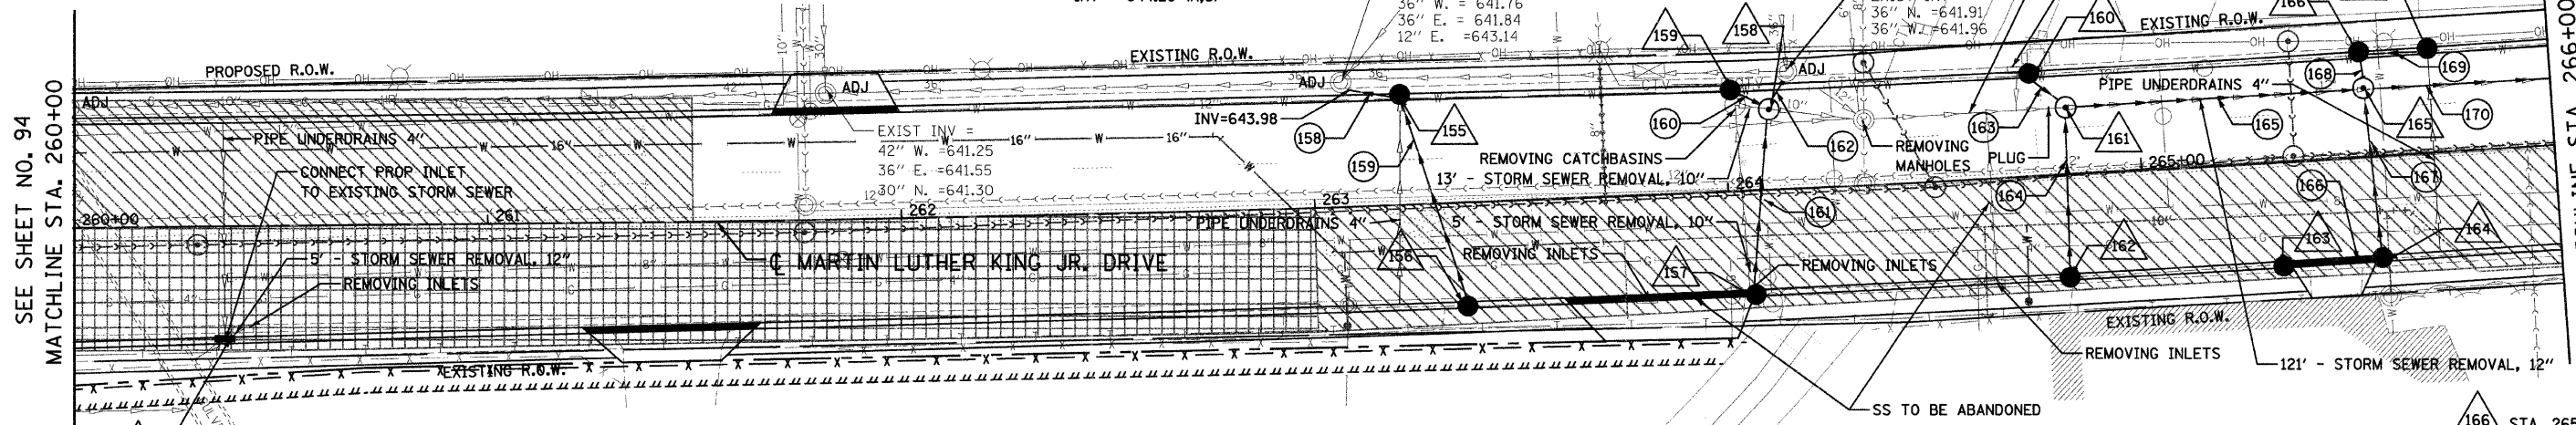 36" W. = 641.76
36" E. = 641.84
12" E. =643.14
36" N. =641.91
36" W. =641.96
SEE SHEET NO. 94
MATCHLINE STA. 260+00
PROPOSED R.O.W.
EXISTING R.O.W.
EXISTING R.O.W.
159
158
160
166
ADJ
ADJ
ADJ
ADJ
INV=643.98
158
155
159
160
162
163
161
165
168
169
165
170
167
PIPE UNDERDRAINS 4"
PIPE UNDERDRAINS 4"
EXIST INV =
42" W. =641.25
36" E. =641.55
30" N. =641.30
W
16"
W
16"
W
16"
CONNECT PROP INLET
TO EXISTING STORM SEWER
REMOVING CATCHBASINS
13' - STORM SEWER REMOVAL, 10"
REMOVING
MANHOLES
PLUG
260+00
261
262
263
264
265+00
161
164
166
PIPE UNDERDRAINS 4"
5' - STORM SEWER REMOVAL, 10"
5' - STORM SEWER REMOVAL, 12"
REMOVING INLETS
℄ MARTIN LUTHER KING JR. DRIVE
156
REMOVING INLETS
157
REMOVING INLETS
162
163
164
EXISTING R.O.W.
EXISTING R.O.W.
REMOVING INLETS
121' - STORM SEWER REMOVAL, 12"
SS TO BE ABANDONED
166